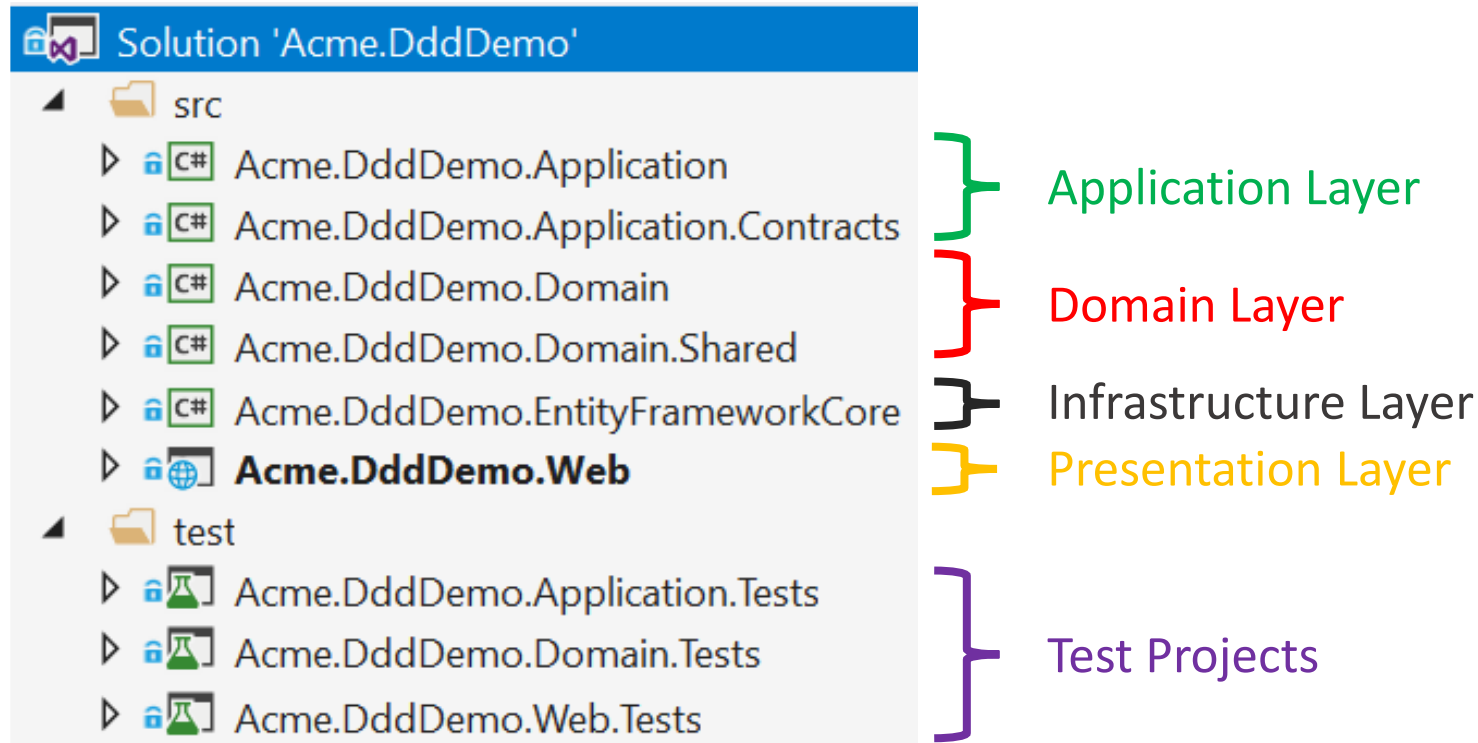 Solution 'Acme.DddDemo'
src
C# Acme.DddDemo.Application
C# Acme.DddDemo.Application.Contracts
Application Layer
C# Acme.DddDemo.Domain
C# Acme.DddDemo.Domain.Shared
Domain Layer
C# Acme.DddDemo.EntityFrameworkCore
Infrastructure Layer
Acme.DddDemo.Web
Presentation Layer
test
Acme.DddDemo.Application.Tests
Acme.DddDemo.Domain.Tests
Acme.DddDemo.Web.Tests
Test Projects